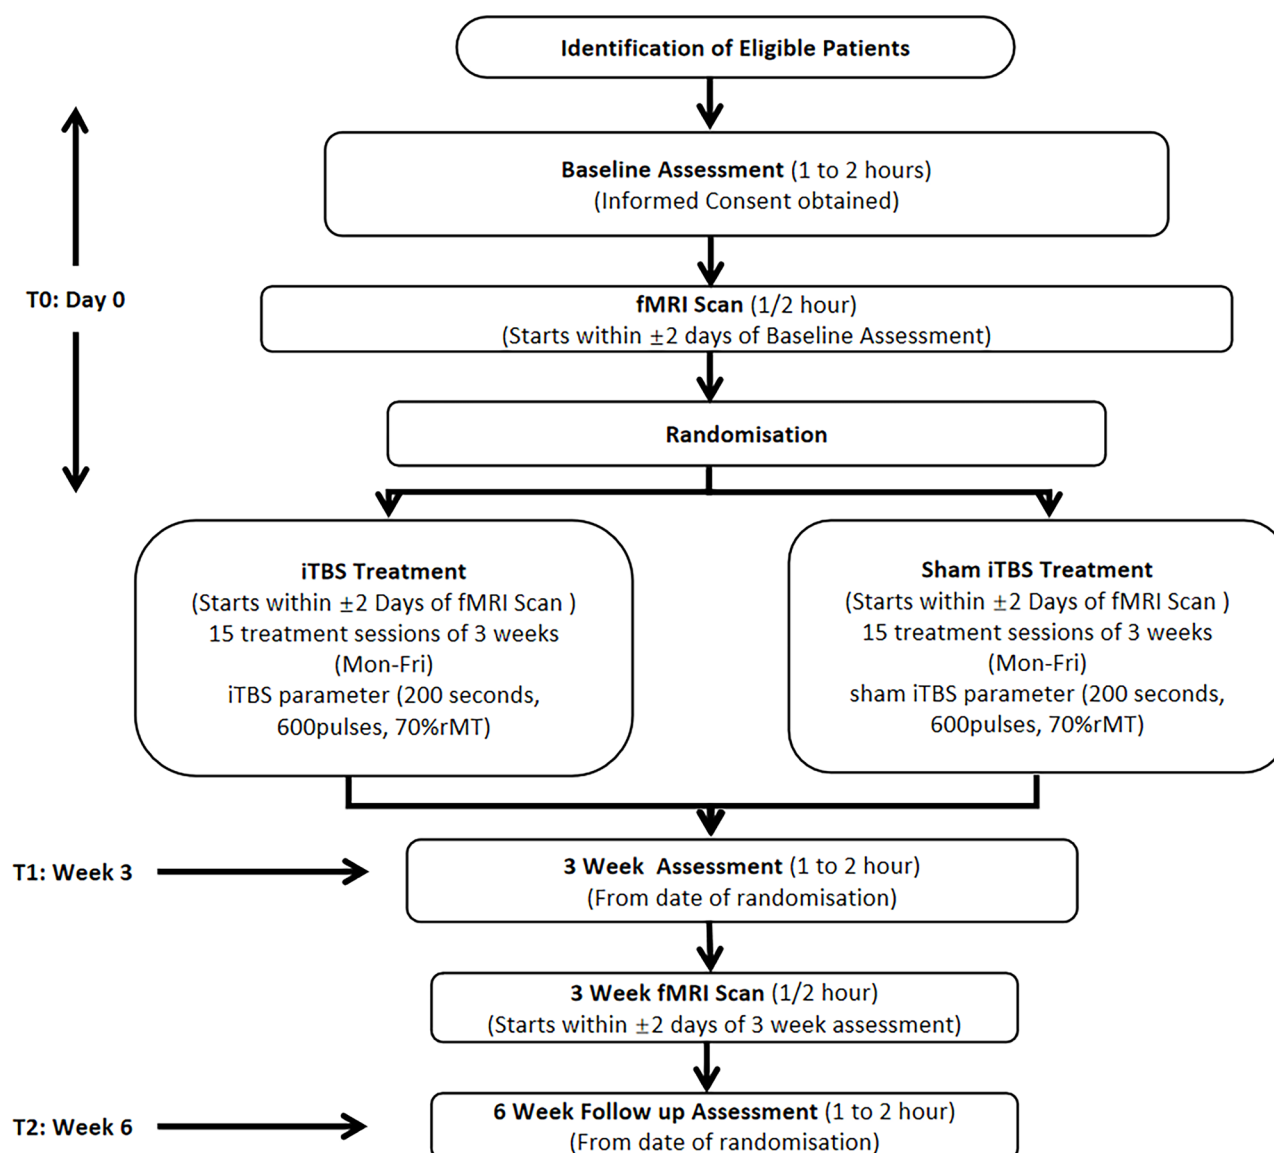 Identification of Eligible Patients
Baseline Assessment (1 to 2 hours)
(Informed Consent obtained)
T0: Day 0
fMRI Scan (1/2 hour)
(Starts within ±2 days of Baseline Assessment)
Randomisation
iTBS Treatment
(Starts within ±2 Days of fMRI Scan )
15 treatment sessions of 3 weeks
(Mon-Fri)
iTBS parameter (200 seconds,
600pulses, 70%rMT)
Sham iTBS Treatment
(Starts within ±2 Days of fMRI Scan )
15 treatment sessions of 3 weeks
(Mon-Fri)
sham iTBS parameter (200 seconds,
600pulses, 70%rMT)
T1: Week 3
3 Week  Assessment (1 to 2 hour)
(From date of randomisation)
3 Week fMRI Scan (1/2 hour)
(Starts within ±2 days of 3 week assessment)
T2: Week 6
6 Week Follow up Assessment (1 to 2 hour)
(From date of randomisation)